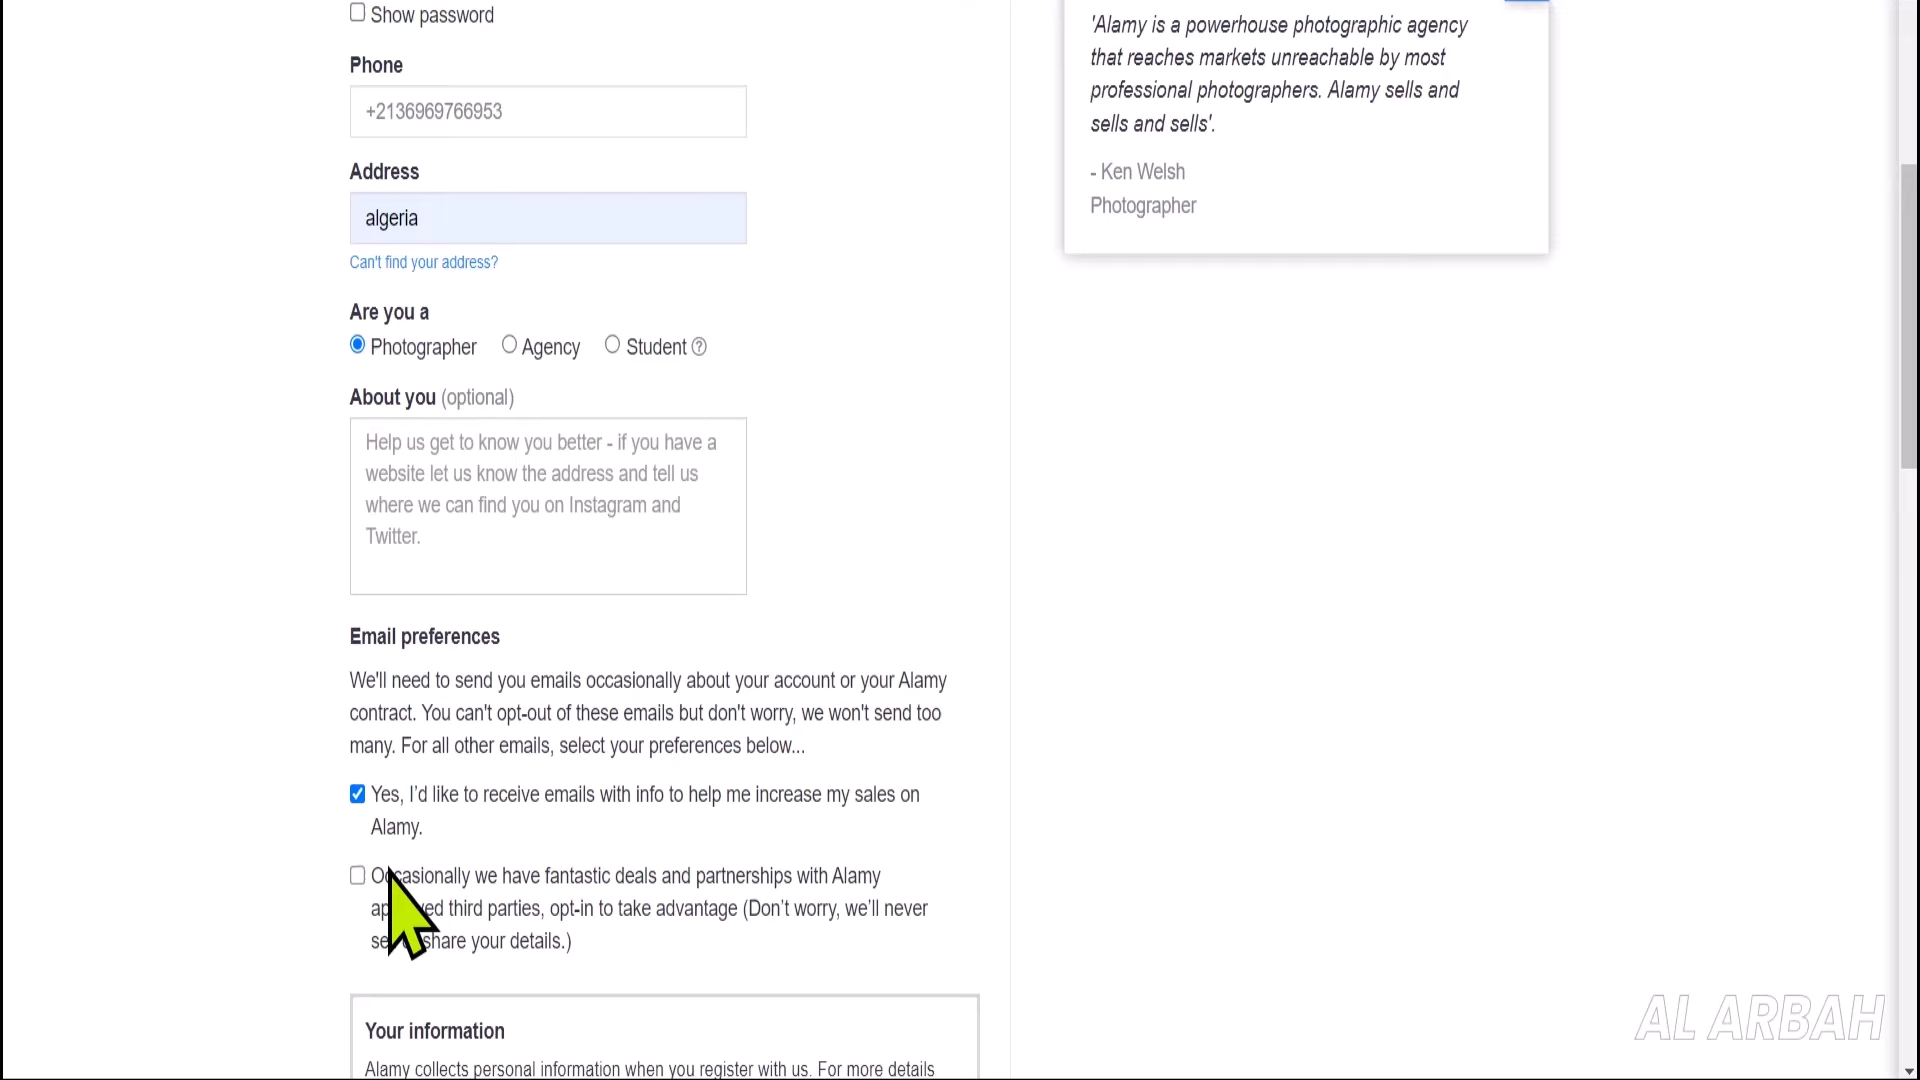 Show password
Phone
+2136969766953
Address
algeria
Can't find your address?
Are you a
Photographer Agency Student ?
About you (optional)
Help us get to know you better - if you have a
website let us know the address and tell us
where we can find you on Instagram and
Twitter.
Email preferences
We'll need to send you emails occasionally about your account or your Alamy
contract. You can't opt-out of these emails but don't worry, we won't send too
many. For all other emails, select your preferences below...
Yes, I'd like to receive emails with info to help me increase my sales on
Alamy.
Occasionally we have fantastic deals and partnerships with Alamy
third parties, opt-in to take advantage (Don't worry, we'll never
share your details.)
Your information
Alamy collects personal information when you register with us. For more details
'Alamy is a powerhouse photographic agency
that reaches markets unreachable by most
professional photographers. Alamy sells and
sells and sells'.
- Ken Welsh
Photographer
AL ARBAH